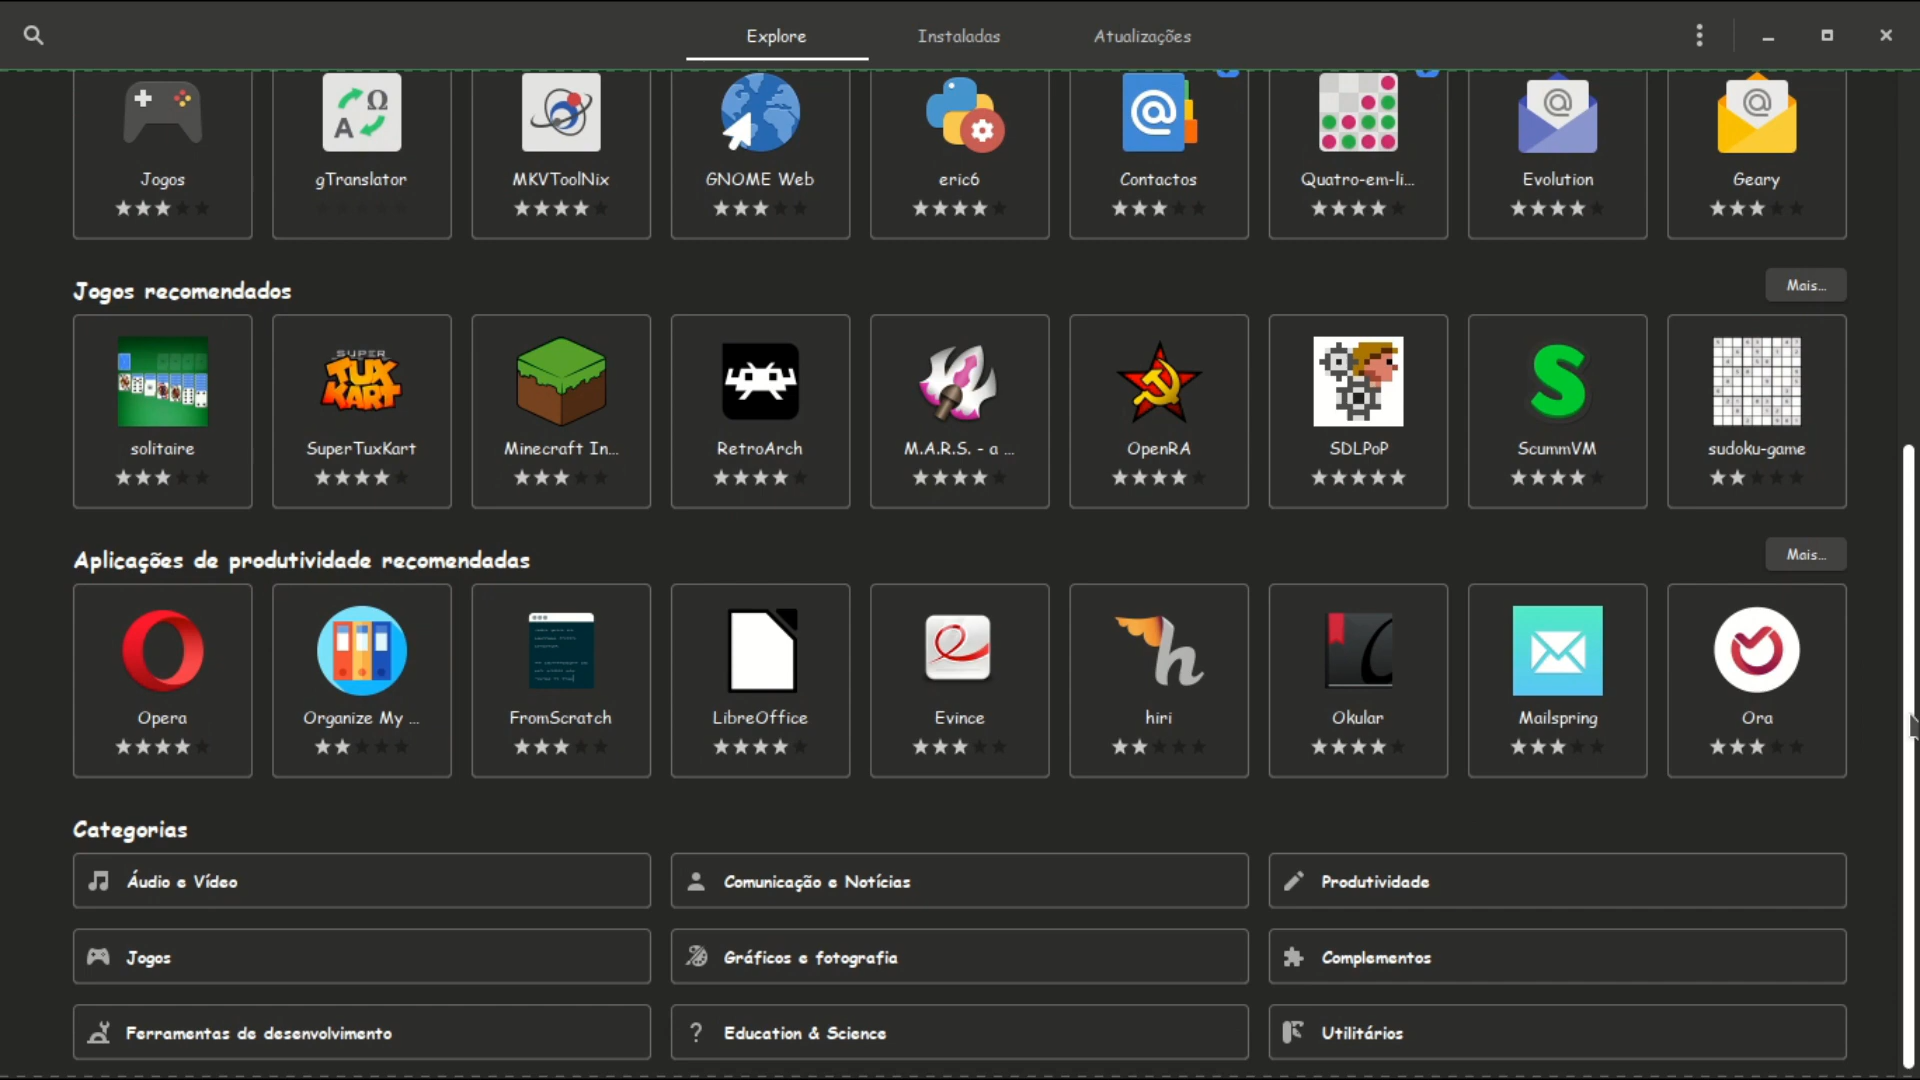 Explore Instaladas Atualizações
Jogos gTranslator MKVToolNix GNOME Web eric6 Contactos Quatro-em-li... Evolution Geary
Jogos recomendados Mais...
SUPER TUX KART
solitaire SuperTuxKart Minecraft In... RetroArch M.A.R.S. - a ... OpenRA SDLPoP ScummVM sudoku-game
Aplicações de produtividade recomendadas Mais...
Opera Organize My ... FromScratch LibreOffice Evince hiri Okular Mailspring Ora
Categorias
Áudio e Vídeo Comunicação e Notícias Produtividade
Jogos Gráficos e fotografia Complementos
Ferramentas de desenvolvimento Education & Science Utilitários